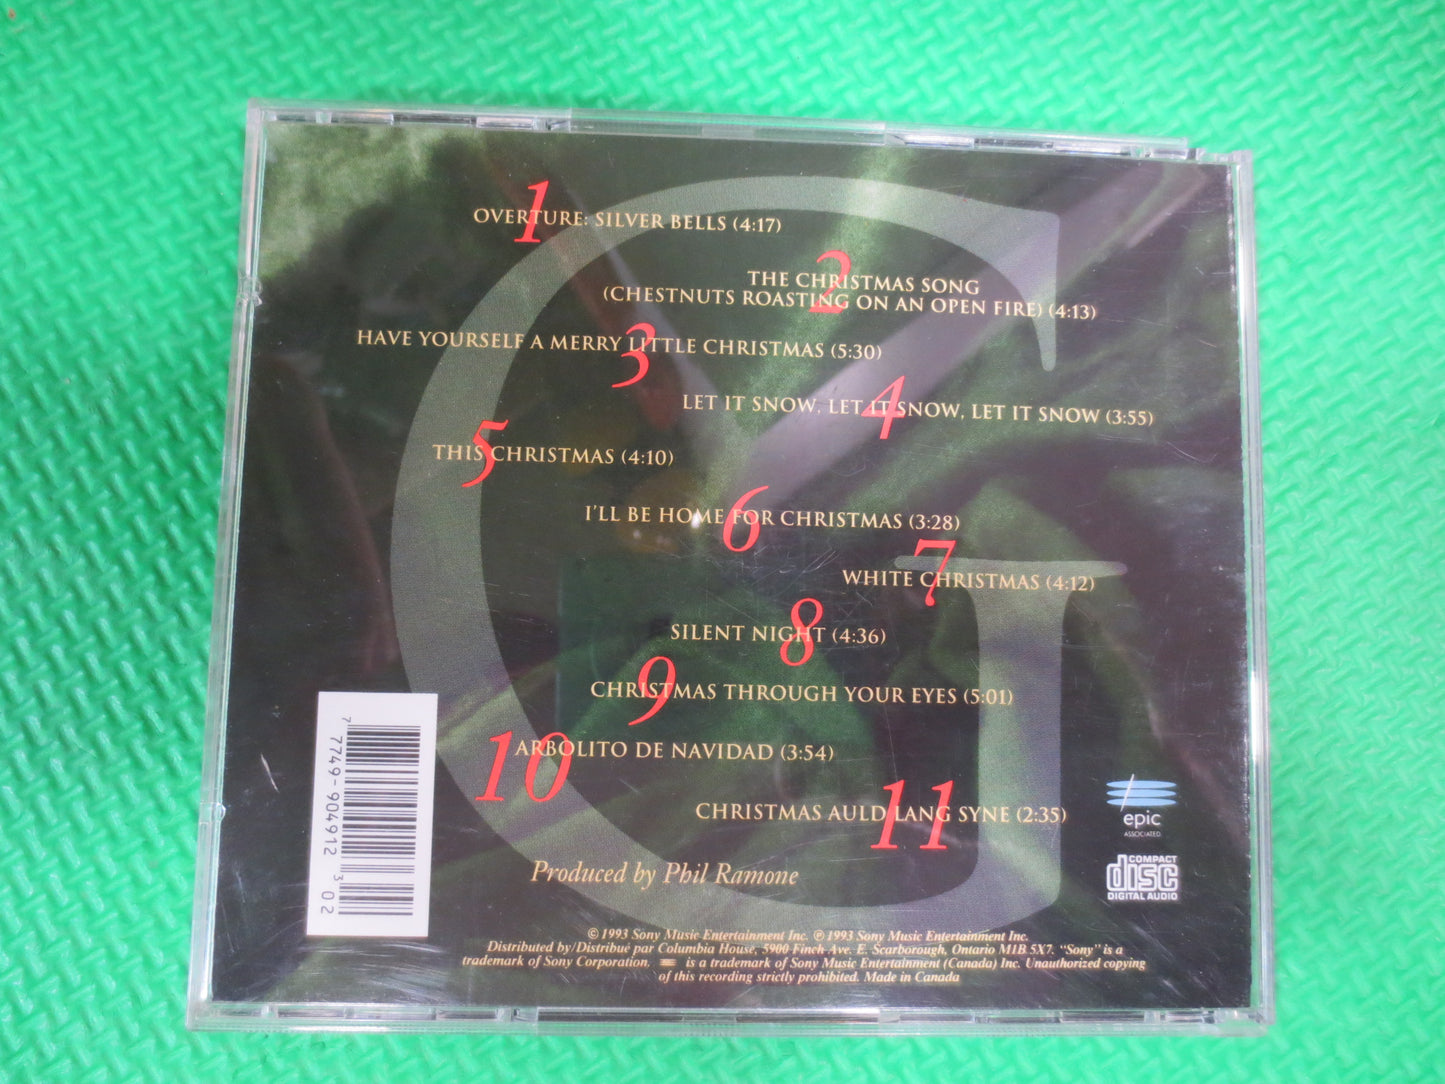 1
OVERTURE: SILVER BELLS (4:17)
2
THE CHRISTMAS SONG
(CHESTNUTS ROASTING ON AN OPEN FIRE) (4:13)
3
HAVE YOURSELF A MERRY LITTLE CHRISTMAS (5:30)
4
LET IT SNOW, LET IT SNOW, LET IT SNOW (3:55)
5
THIS CHRISTMAS (4:10)
6
I'LL BE HOME FOR CHRISTMAS (3:28)
7
WHITE CHRISTMAS (4:12)
8
SILENT NIGHT (4:36)
9
CHRISTMAS THROUGH YOUR EYES (5:01)
10
ARBOLITO DE NAVIDAD (3:54)
11
CHRISTMAS AULD LANG SYNE (2:35)
Produced by Phil Ramone
G
epic
ASSOCIATED
COMPACT
disc
DIGITAL AUDIO
7 7749-904912 3 02
© 1993 Sony Music Entertainment Inc. ℗ 1993 Sony Music Entertainment Inc.
Distributed by/Distribué par Columbia House, 5900 Finch Ave. E. Scarborough, Ontario M1B 5X7. "Sony" is a
trademark of Sony Corporation. is a trademark of Sony Music Entertainment (Canada) Inc. Unauthorized copying
of this recording strictly prohibited. Made in Canada